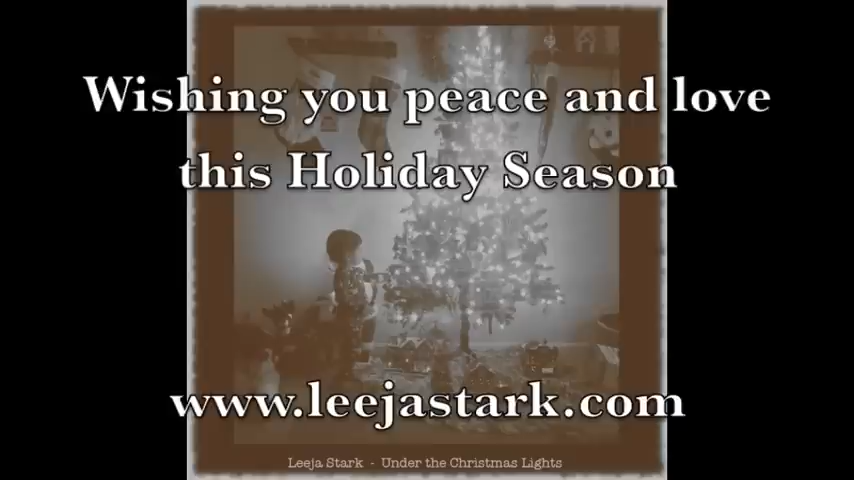 Wishing you peace and love
this Holiday Season
www.leejastark.com
Leeja Stark - Under the Christmas Lights